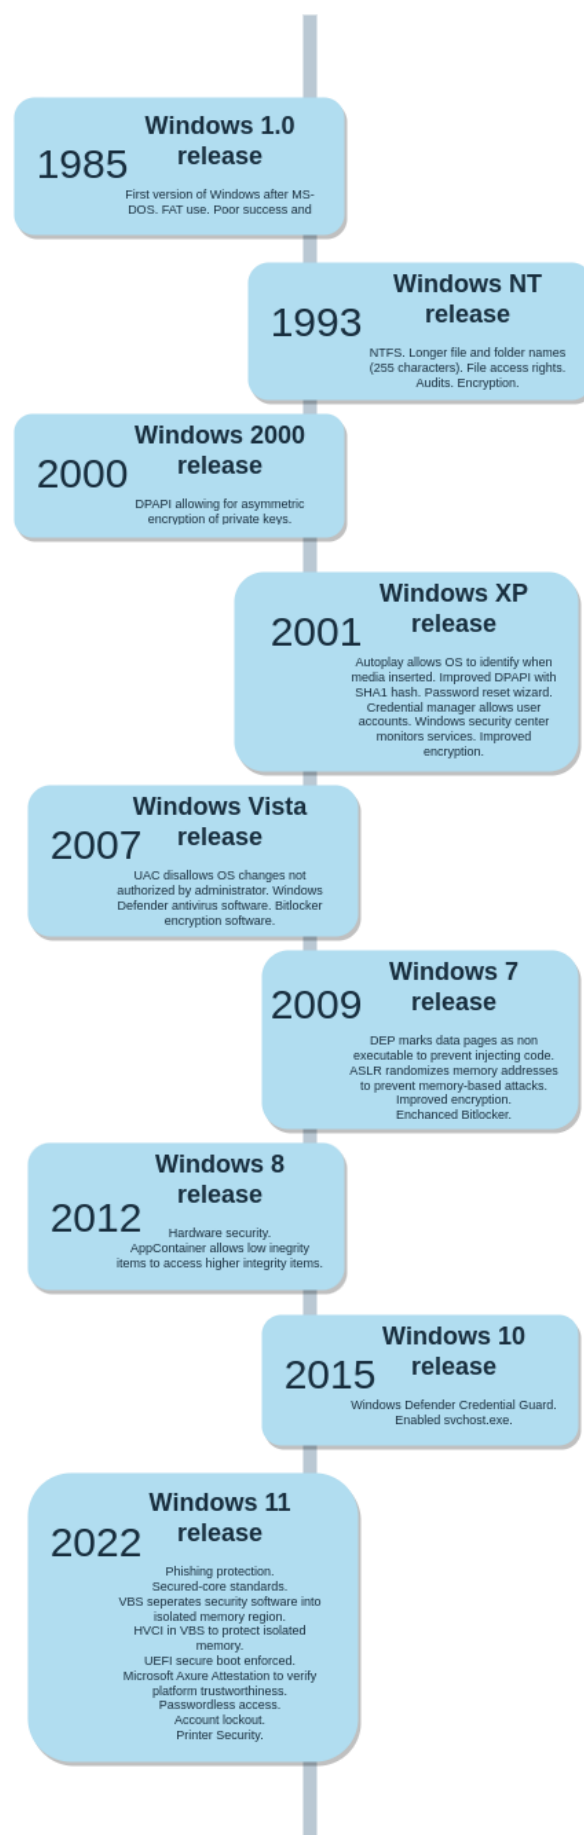 Windows 1.0
release
1985
First version of Windows after MS-
DOS. FAT use. Poor success and
Windows NT
release
1993
NTFS. Longer file and folder names
(255 characters). File access rights.
Audits. Encryption.
Windows 2000
release
2000
DPAPI allowing for asymmetric
encryption of private keys.
Windows XP
release
2001
Autoplay allows OS to identify when
media inserted. Improved DPAPI with
SHA1 hash. Password reset wizard.
Credential manager allows user
accounts. Windows security center
monitors services. Improved
encryption.
Windows Vista
release
2007
UAC disallows OS changes not
authorized by administrator. Windows
Defender antivirus software. Bitlocker
encryption software.
Windows 7
release
2009
DEP marks data pages as non
executable to prevent injecting code.
ASLR randomizes memory addresses
to prevent memory-based attacks.
Improved encryption.
Enchanced Bitlocker.
Windows 8
release
2012
Hardware security.
AppContainer allows low inegrity
items to access higher integrity items.
Windows 10
release
2015
Windows Defender Credential Guard.
Enabled svchost.exe.
Windows 11
release
2022
Phishing protection.
Secured-core standards.
VBS seperates security software into
isolated memory region.
HVCI in VBS to protect isolated
memory.
UEFI secure boot enforced.
Microsoft Axure Attestation to verify
platform trustworthiness.
Passwordless access.
Account lockout.
Printer Security.